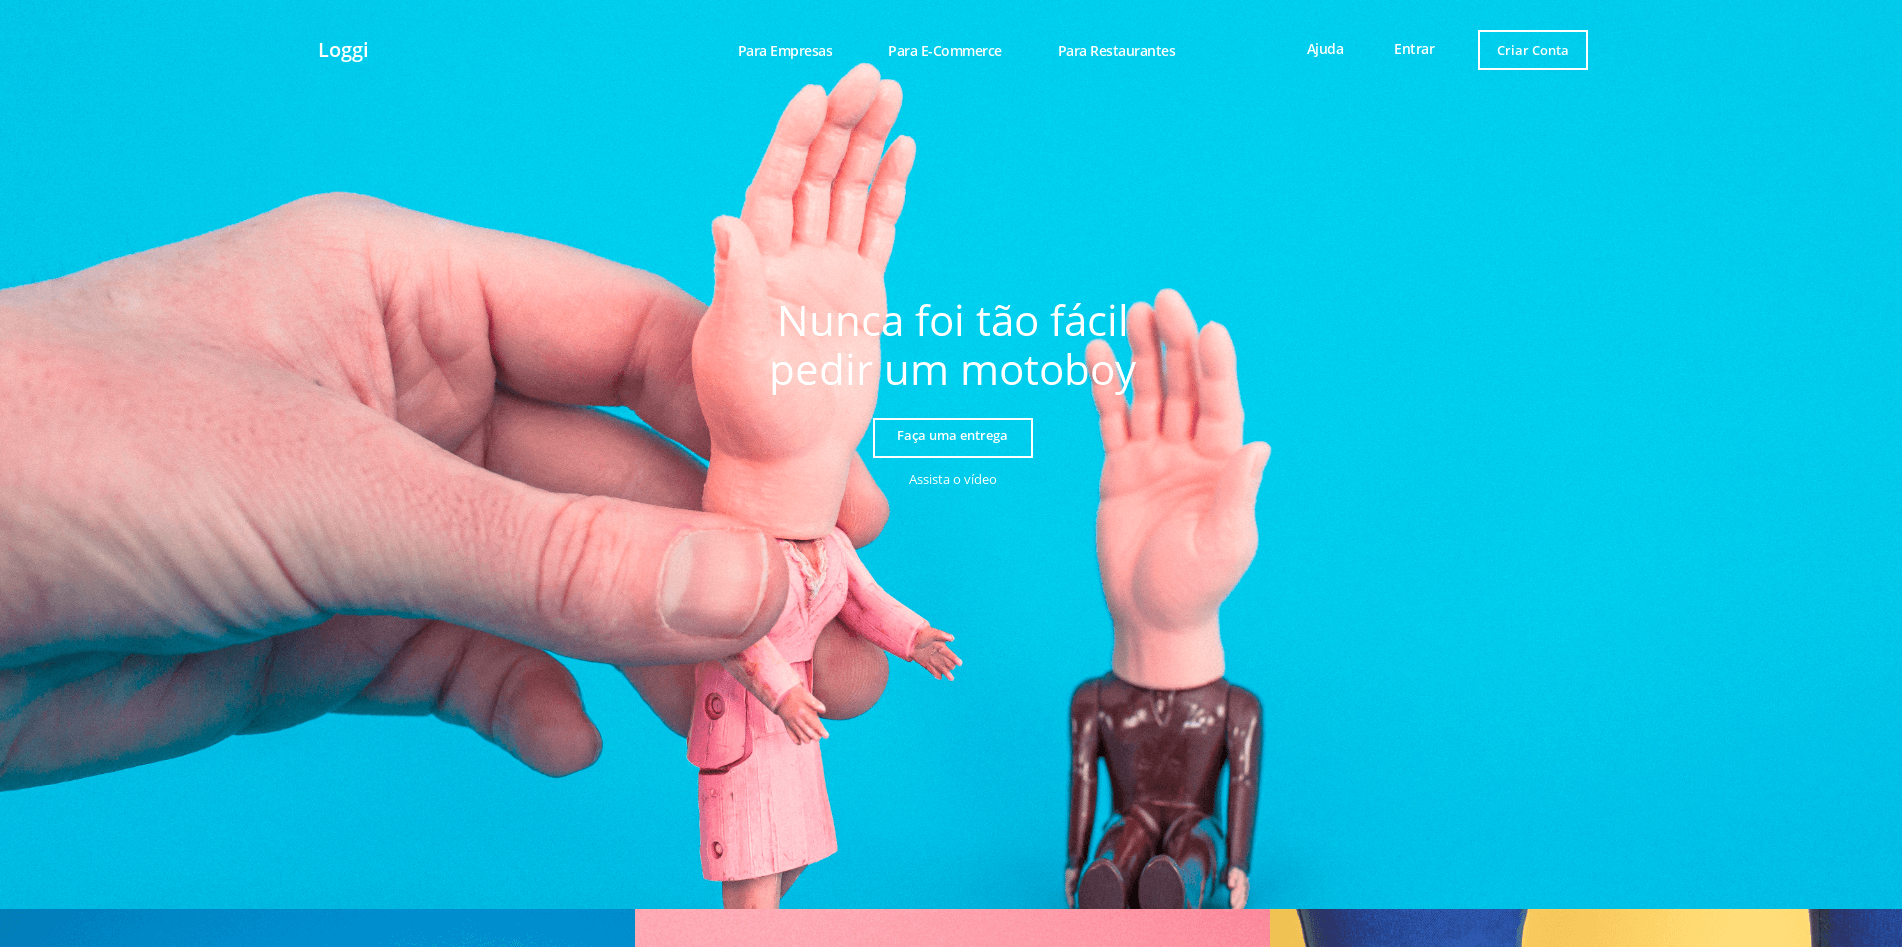 Loggi
Para Empresas
Para E-Commerce
Para Restaurantes
Ajuda
Entrar
Criar Conta
Nunca foi tão fácil
pedir um motoboy
Faça uma entrega
Assista o vídeo